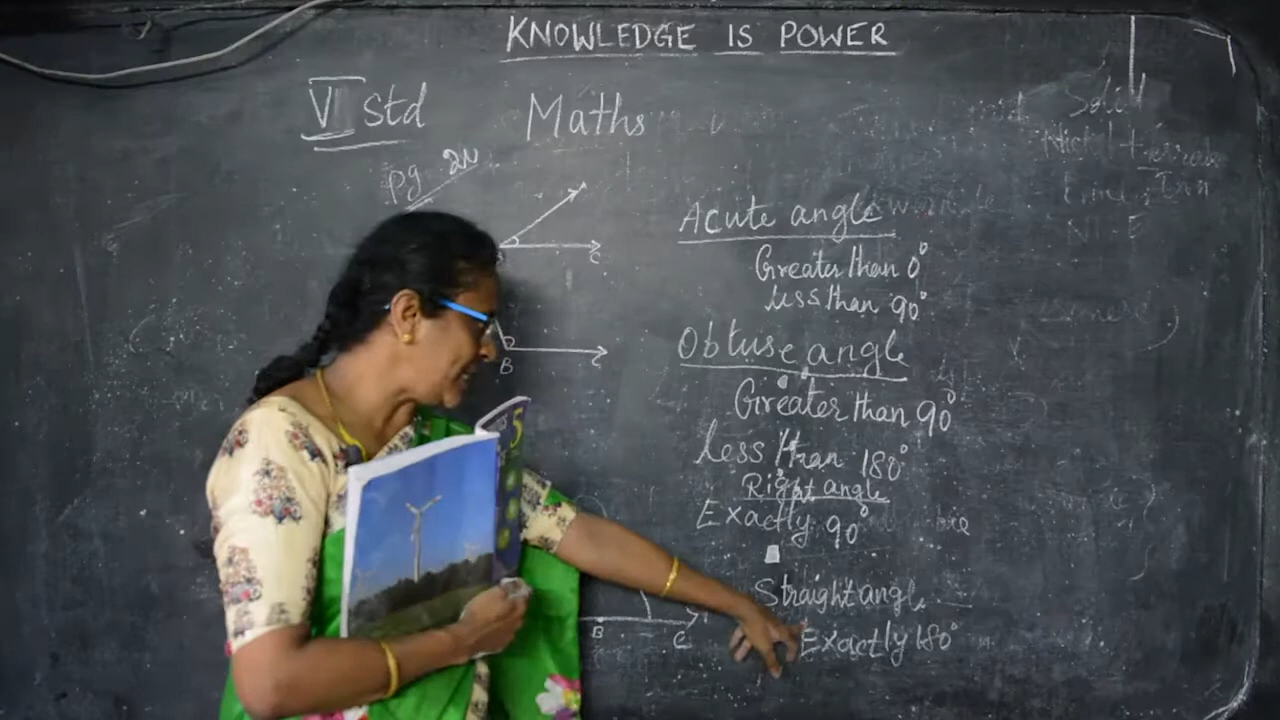 KNOWLEDGE IS POWER
VI Std
Maths
pg
Acute angle
C
Greater than 0°
less than 90°
Obtuse angle
B C
Greater than 90°
less than 180°
Right angle
Exactly 90°
Straight angle
B C
Exactly 180°